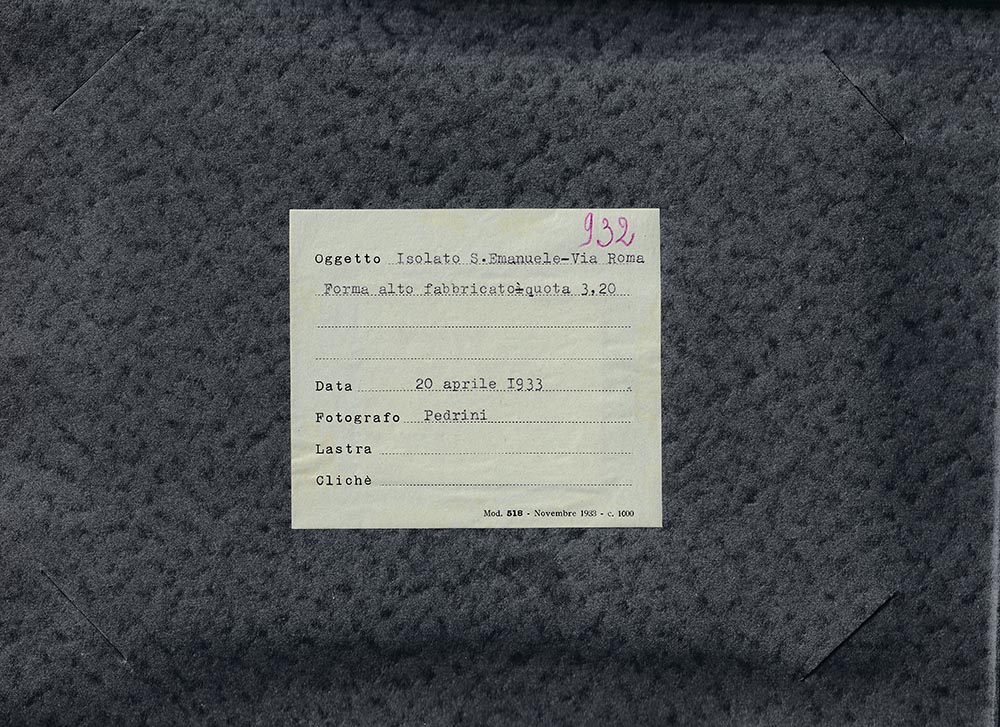 932
Oggetto Isolato S.Emanuele-Via Roma
Forma alto fabbricato-quota 3,20
Data 20 aprile I933
Fotografo Pedrini
Lastra
Clichè
Mod. 518 - Novembre 1933 - c. 1000